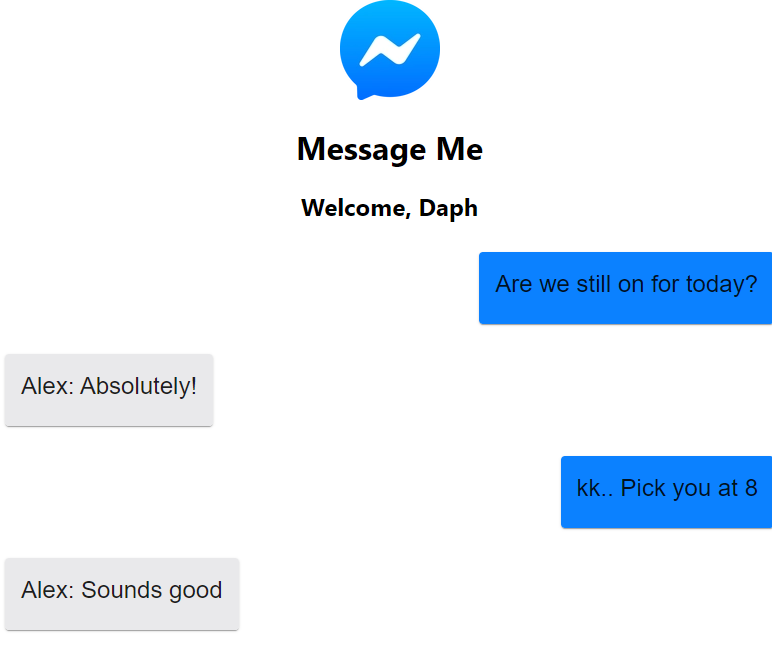 Message Me
Welcome, Daph
Are we still on for today?
Alex: Absolutely!
kk.. Pick you at 8
Alex: Sounds good